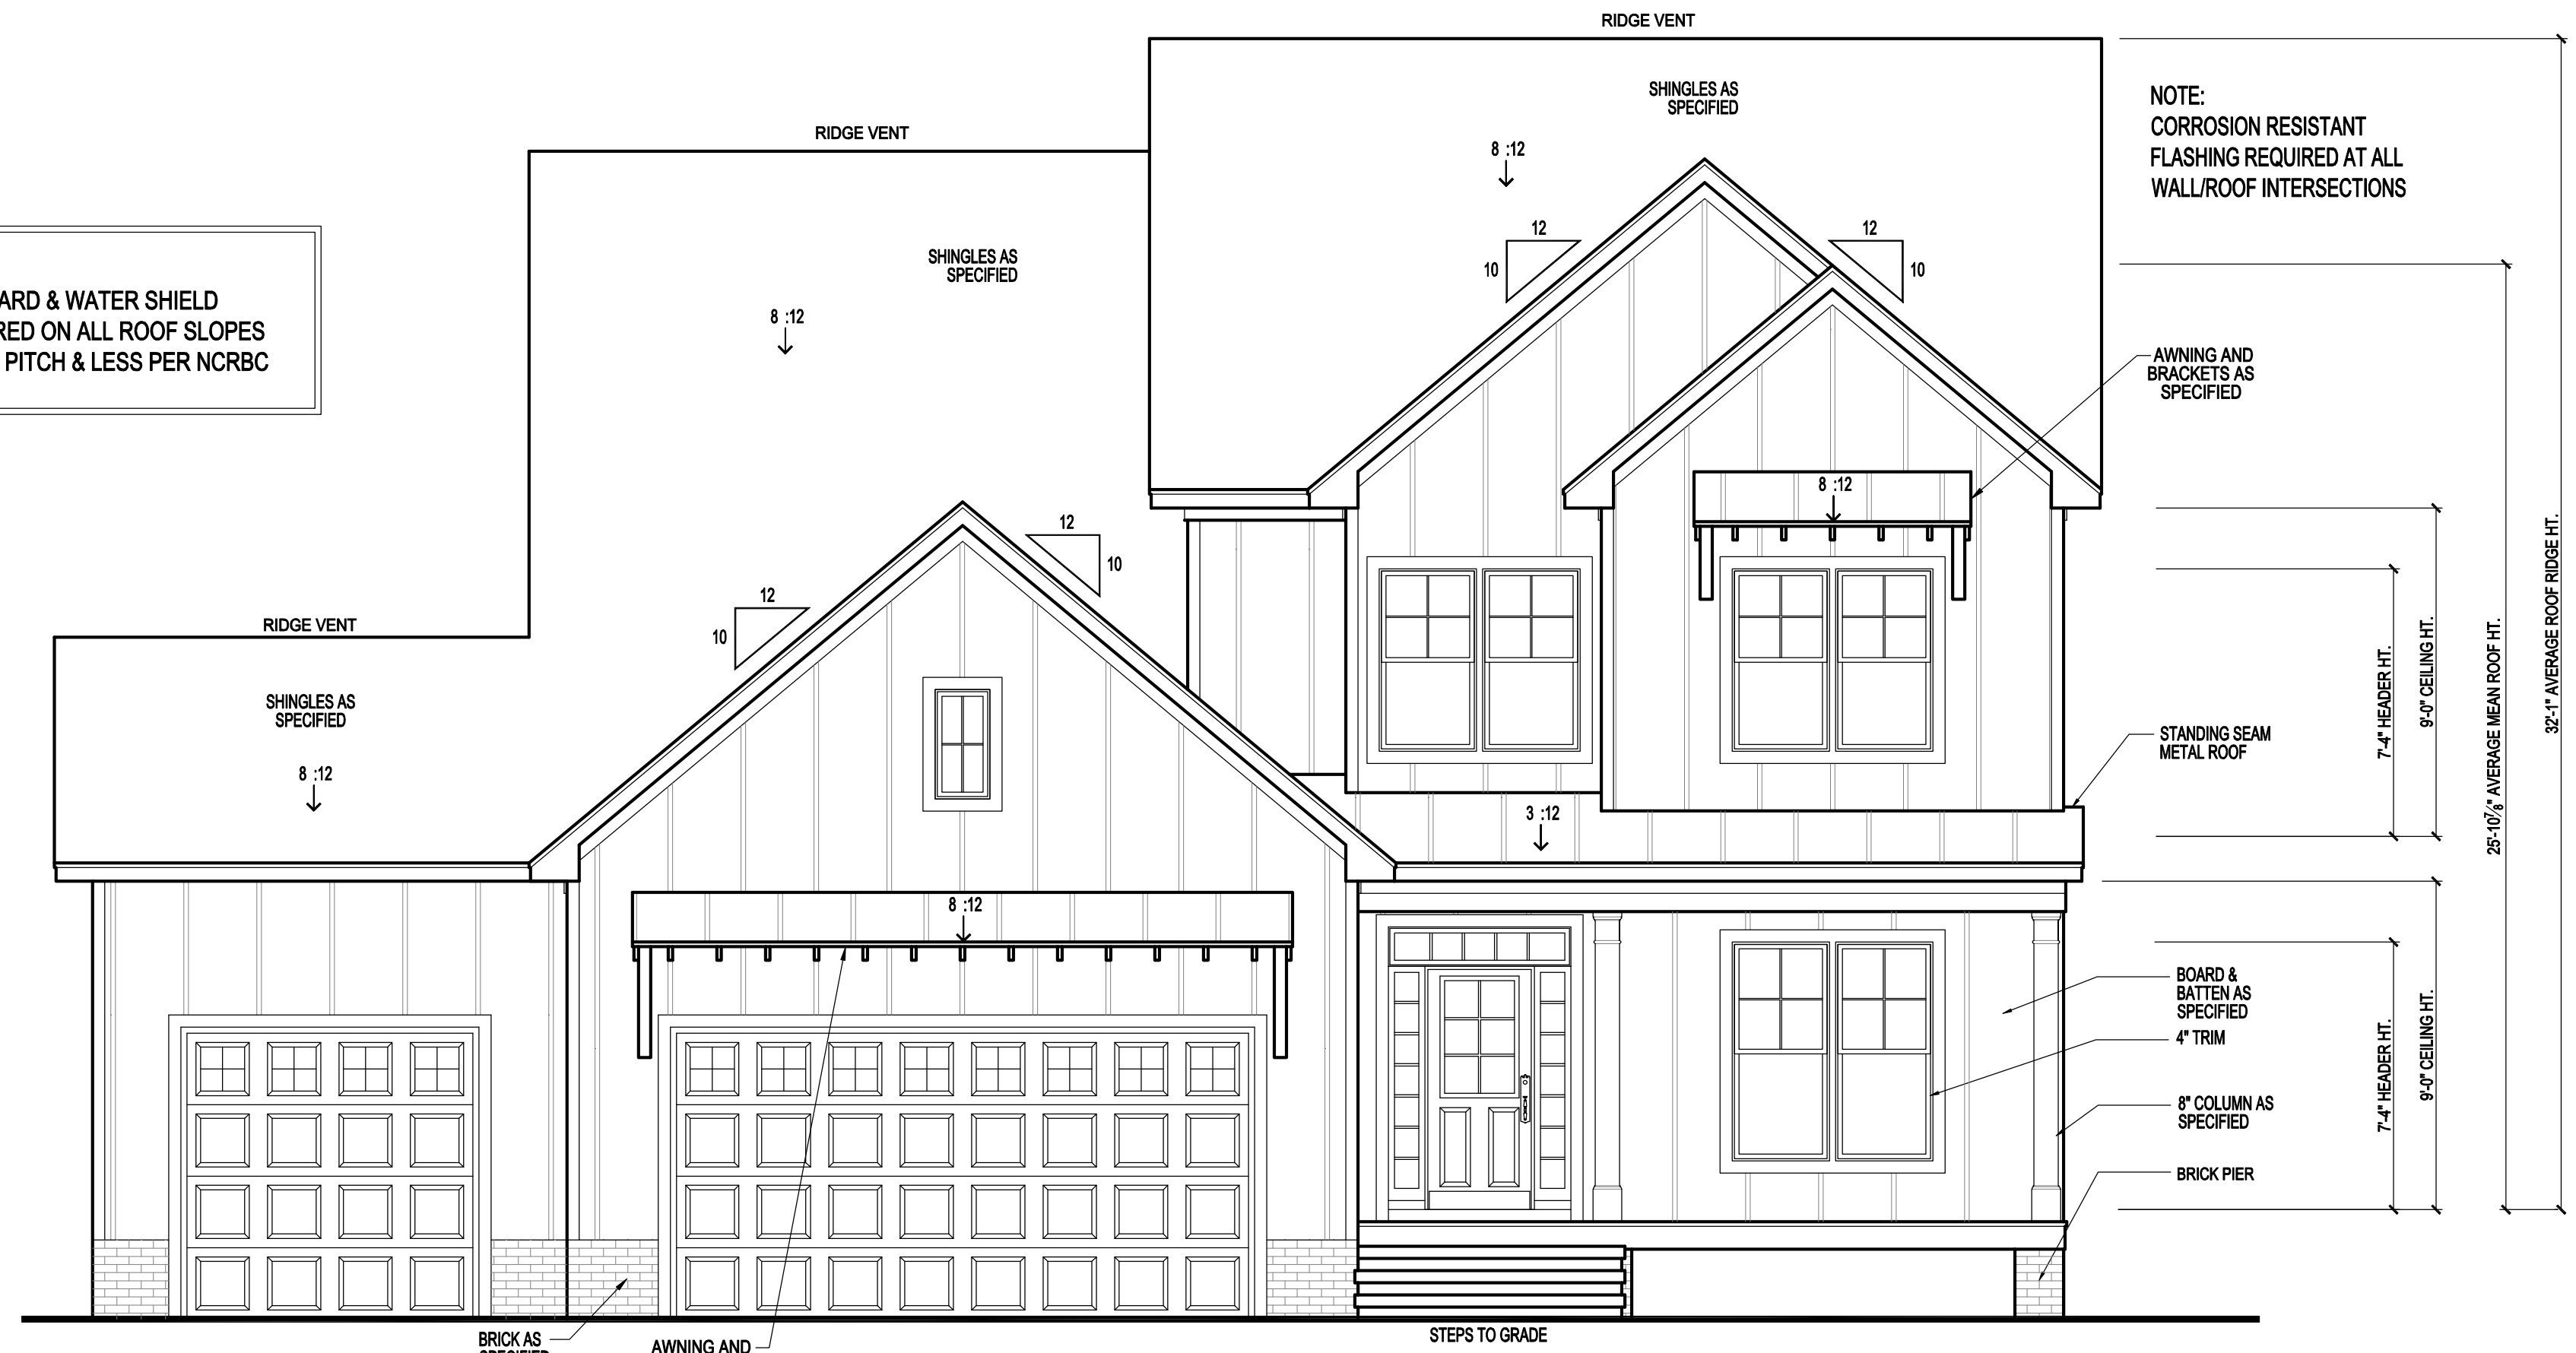 RIDGE VENT
SHINGLES AS
SPECIFIED
8 :12
12
10
12
10
NOTE:
CORROSION RESISTANT
FLASHING REQUIRED AT ALL
WALL/ROOF INTERSECTIONS
RIDGE VENT
SHINGLES AS
SPECIFIED
8 :12
& WATER SHIELD
ON ALL ROOF SLOPES
PITCH & LESS PER NCRBC
AWNING AND
BRACKETS AS
SPECIFIED
8 :12
12
10
12
10
RIDGE VENT
SHINGLES AS
SPECIFIED
8 :12
STANDING SEAM
METAL ROOF
3 :12
8 :12
7'-4" HEADER HT.
9'-0" CEILING HT.
25'-10⅞" AVERAGE MEAN ROOF HT.
32'-1" AVERAGE ROOF RIDGE HT.
BOARD &
BATTEN AS
SPECIFIED
4" TRIM
8" COLUMN AS
SPECIFIED
BRICK PIER
7'-4" HEADER HT.
9'-0" CEILING HT.
STEPS TO GRADE
BRICK AS
SPECIFIED
AWNING AND